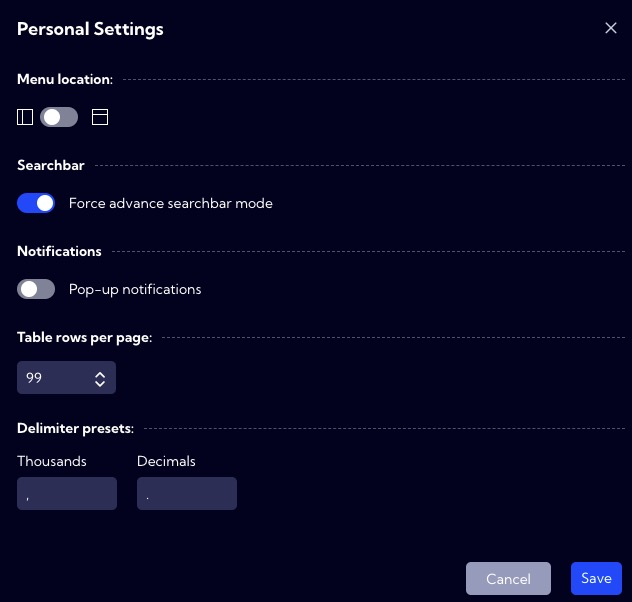 Personal Settings
Menu location:
Searchbar
Force advance searchbar mode
Notifications
Pop-up notifications
Table rows per page:
99
Delimiter presets:
Thousands Decimals
, .
Cancel Save